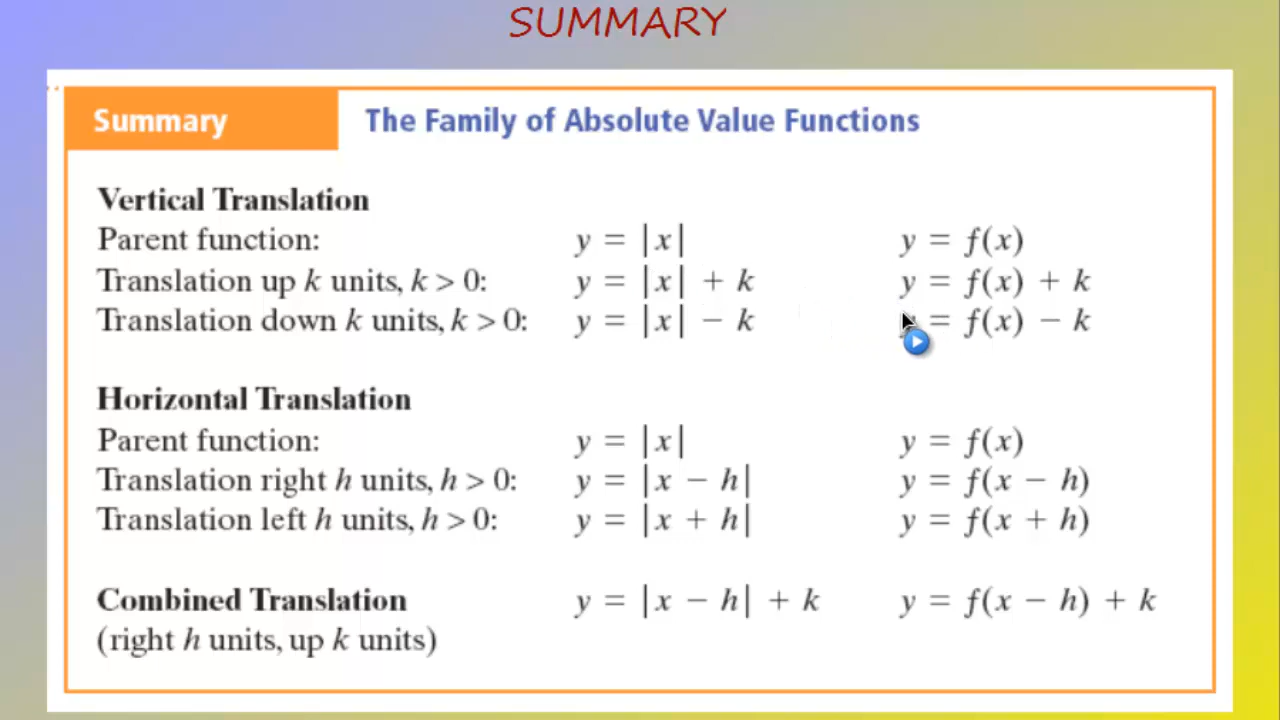 SUMMARY
Summary The Family of Absolute Value Functions
Vertical Translation
Parent function: y = |x| y = f(x)
Translation up k units, k > 0: y = |x| + k y = f(x) + k
Translation down k units, k > 0: y = |x| − k = f(x) − k
Horizontal Translation
Parent function: y = |x| y = f(x)
Translation right h units, h > 0: y = |x − h| y = f(x − h)
Translation left h units, h > 0: y = |x + h| y = f(x + h)
Combined Translation y = |x − h| + k y = f(x − h) + k
(right h units, up k units)